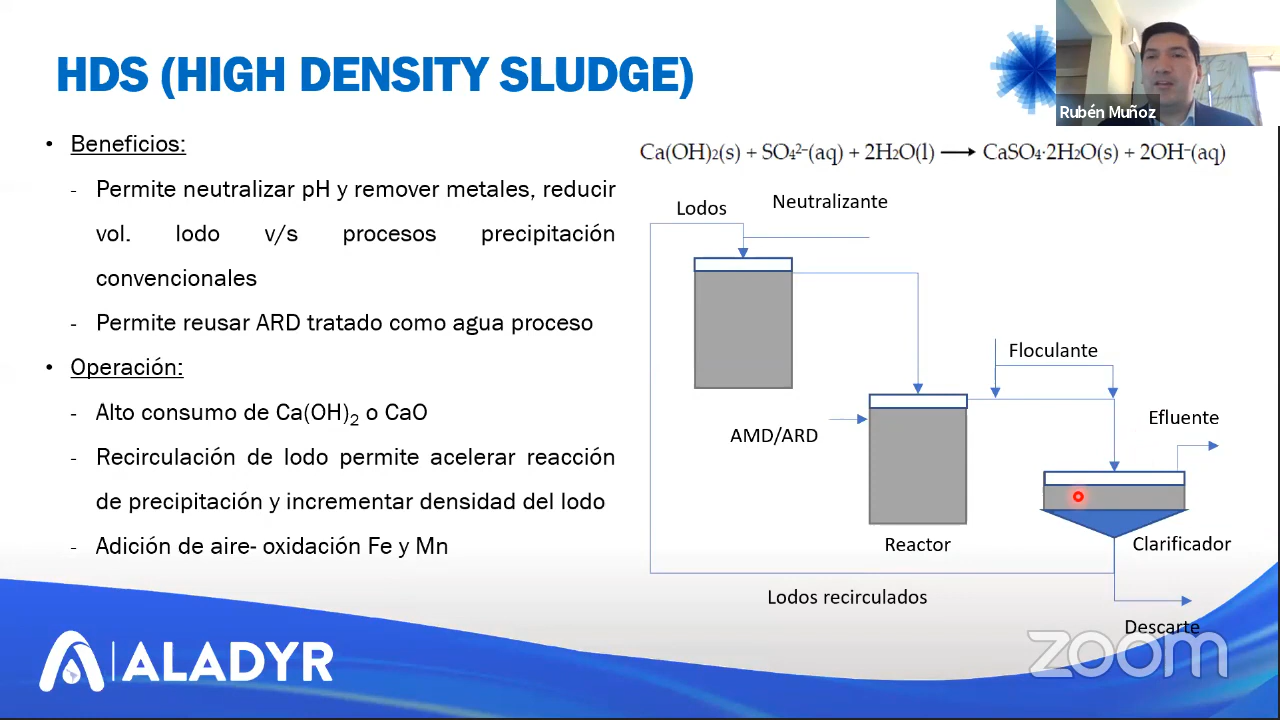 HDS (HIGH DENSITY SLUDGE)
Rubén Muñoz
• Beneficios:
- Permite neutralizar pH y remover metales, reducir
vol. lodo v/s procesos precipitación
convencionales
- Permite reusar ARD tratado como agua proceso
• Operación:
- Alto consumo de Ca(OH)₂ o CaO
- Recirculación de lodo permite acelerar reacción
de precipitación y incrementar densidad del lodo
- Adición de aire- oxidación Fe y Mn
Ca(OH)₂(s) + SO₄²⁻(aq) + 2H₂O(l) ⟶ CaSO₄·2H₂O(s) + 2OH⁻(aq)
Lodos
Neutralizante
Floculante
AMD/ARD
Efluente
Reactor
Clarificador
Lodos recirculados
Descarte
ALADYR
zoom